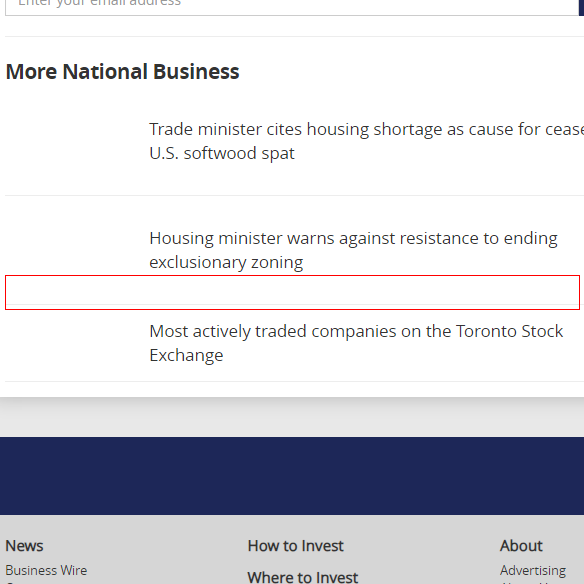 Enter your email address
More National Business
Trade minister cites housing shortage as cause for
U.S. softwood spat
Housing minister warns against resistance to ending
exclusionary zoning
Most actively traded companies on the Toronto Stock
Exchange
News
How to Invest
About
Business Wire
Where to Invest
Advertising